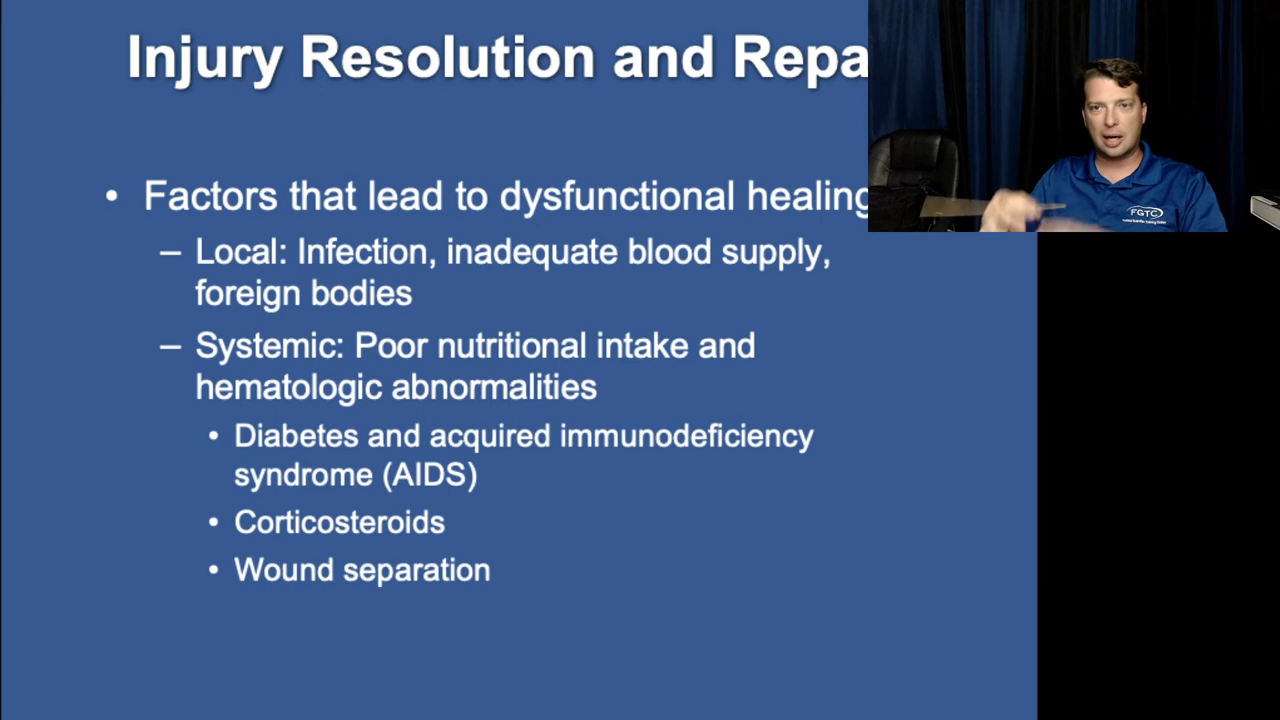 Injury Resolution and Repa
• Factors that lead to dysfunctional healing
– Local: Infection, inadequate blood supply,
foreign bodies
– Systemic: Poor nutritional intake and
hematologic abnormalities
• Diabetes and acquired immunodeficiency
syndrome (AIDS)
• Corticosteroids
• Wound separation
FGTC